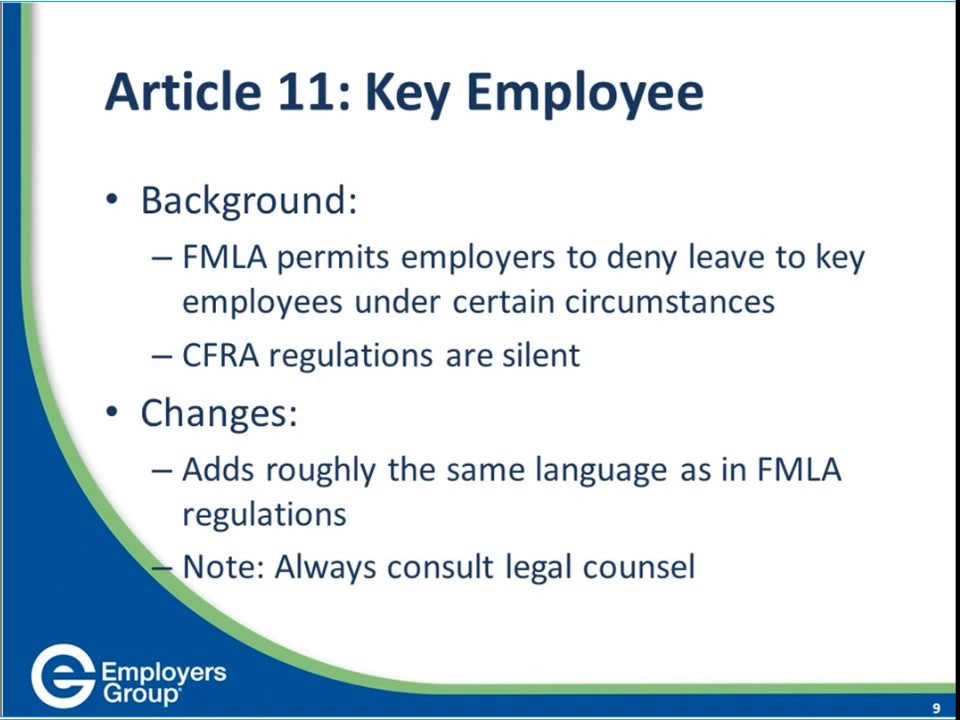 Article 11: Key Employee
• Background:
– FMLA permits employers to deny leave to key
employees under certain circumstances
– CFRA regulations are silent
• Changes:
– Adds roughly the same language as in FMLA
regulations
– Note: Always consult legal counsel
Employers
Group
9